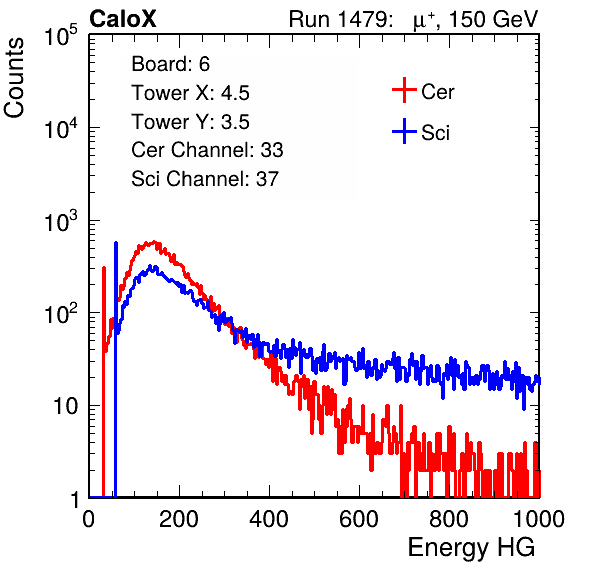 CaloX Run 1479: μ⁺, 150 GeV
Board: 6
Tower X: 4.5
Tower Y: 3.5
Cer Channel: 33
Sci Channel: 37
Cer
Sci
Counts
10⁵
10⁴
10³
10²
10
1
0 200 400 600 800 1000
Energy HG